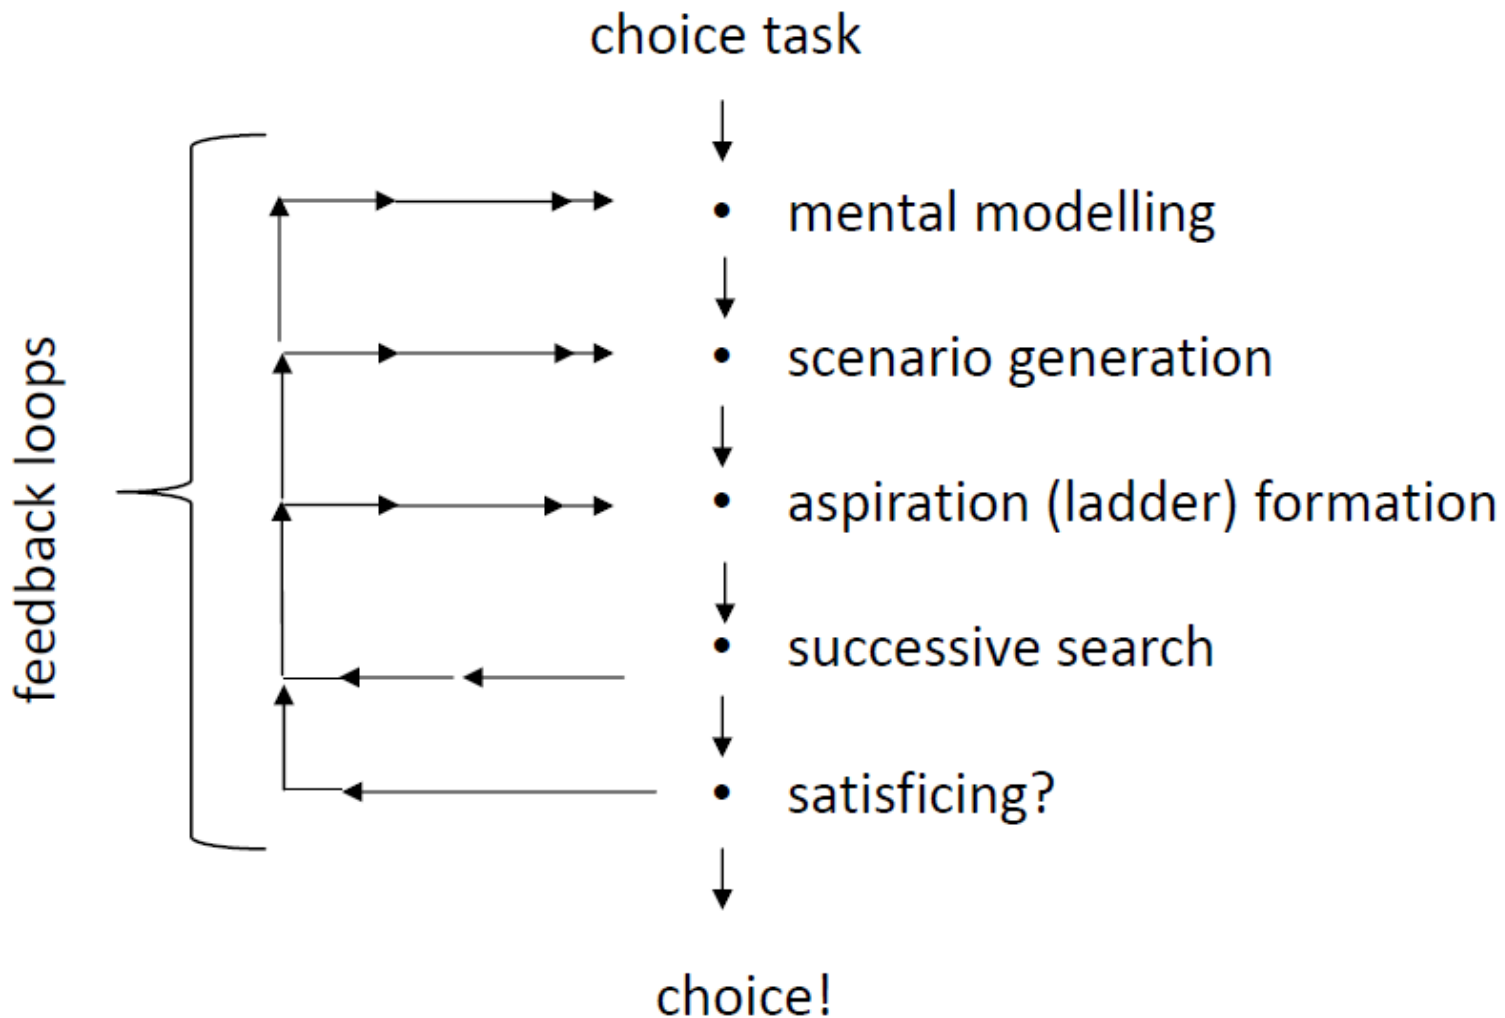 choice task
• mental modelling
• scenario generation
• aspiration (ladder) formation
• successive search
• satisficing?
choice!
feedback loops